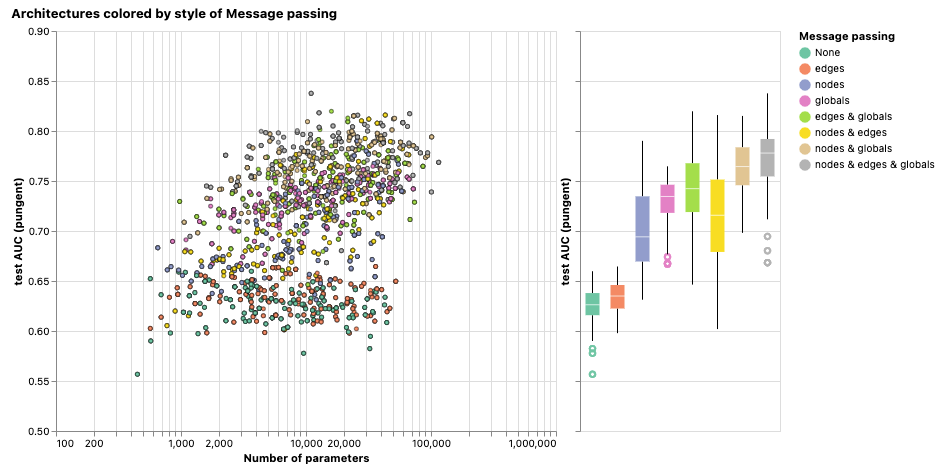 Architectures colored by style of Message passing
0.90
0.85
0.80
0.75
0.70
0.65
0.60
0.55
0.50
test AUC (pungent)
100 200 1,000 2,000 10,000 20,000 100,000 1,000,000
Number of parameters
test AUC (pungent)
Message passing
None
edges
nodes
globals
edges & globals
nodes & edges
nodes & globals
nodes & edges & globals